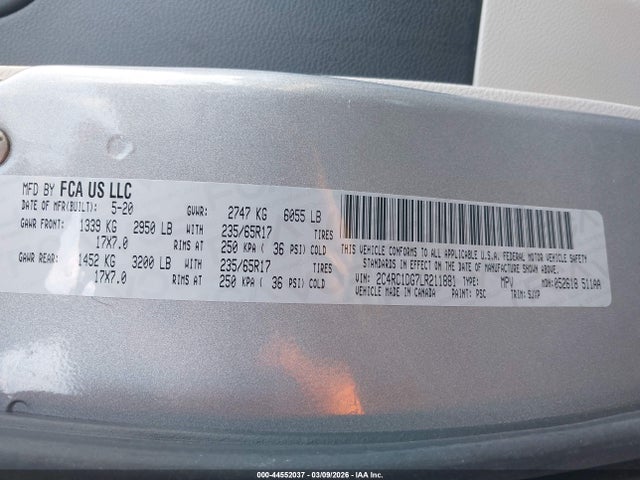 MFD BY FCA US LLC
DATE OF MFR(BUILT): 5-20 GVWR: 2747 KG 6055 LB
GAWR FRONT: 1339 KG 2950 LB WITH 235/65R17 TIRES
17X7.0 RIMS AT 250 KPA ( 36 PSI) COLD
GAWR REAR: 1452 KG 3200 LB WITH 235/65R17 TIRES
17X7.0 RIMS AT 250 KPA ( 36 PSI) COLD
THIS VEHICLE CONFORMS TO ALL APPLICABLE U.S.A. FEDERAL MOTOR VEHICLE SAFETY
STANDARDS IN EFFECT ON THE DATE OF MANUFACTURE SHOWN ABOVE.
VIN: 2C4RC1DG7LR211881 TYPE: MPV MDH: 052618 511AA
MADE IN CANADA PAINT: PSC TRIM:
000-44552037 - 03/09/2026 - IAA Inc.